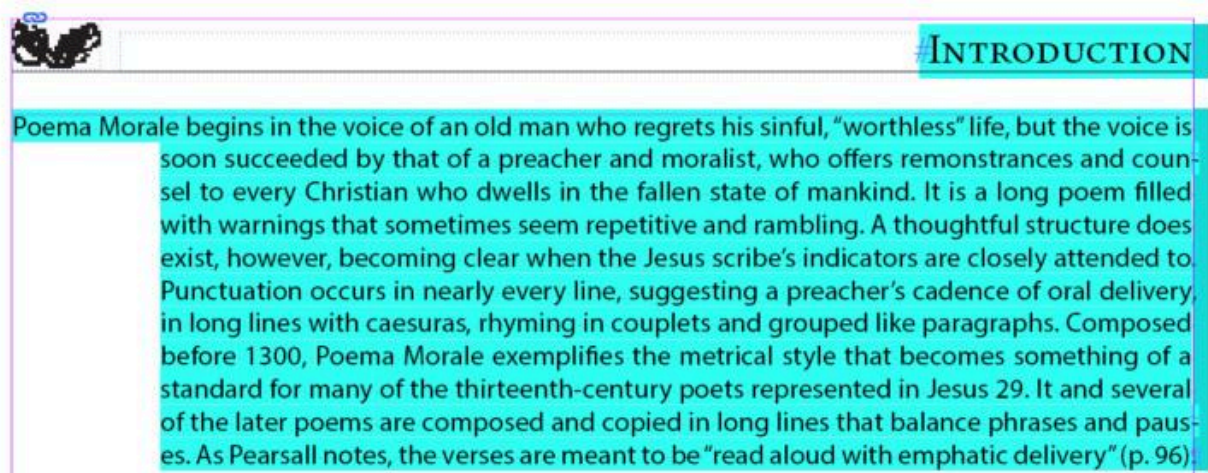 #Introduction
Poema Morale begins in the voice of an old man who regrets his sinful, “worthless” life, but the voice is
soon succeeded by that of a preacher and moralist, who offers remonstrances and coun-
sel to every Christian who dwells in the fallen state of mankind. It is a long poem filled
with warnings that sometimes seem repetitive and rambling. A thoughtful structure does
exist, however, becoming clear when the Jesus scribe’s indicators are closely attended to.
Punctuation occurs in nearly every line, suggesting a preacher’s cadence of oral delivery,
in long lines with caesuras, rhyming in couplets and grouped like paragraphs. Composed
before 1300, Poema Morale exemplifies the metrical style that becomes something of a
standard for many of the thirteenth-century poets represented in Jesus 29. It and several
of the later poems are composed and copied in long lines that balance phrases and paus-
es. As Pearsall notes, the verses are meant to be “read aloud with emphatic delivery” (p. 96).